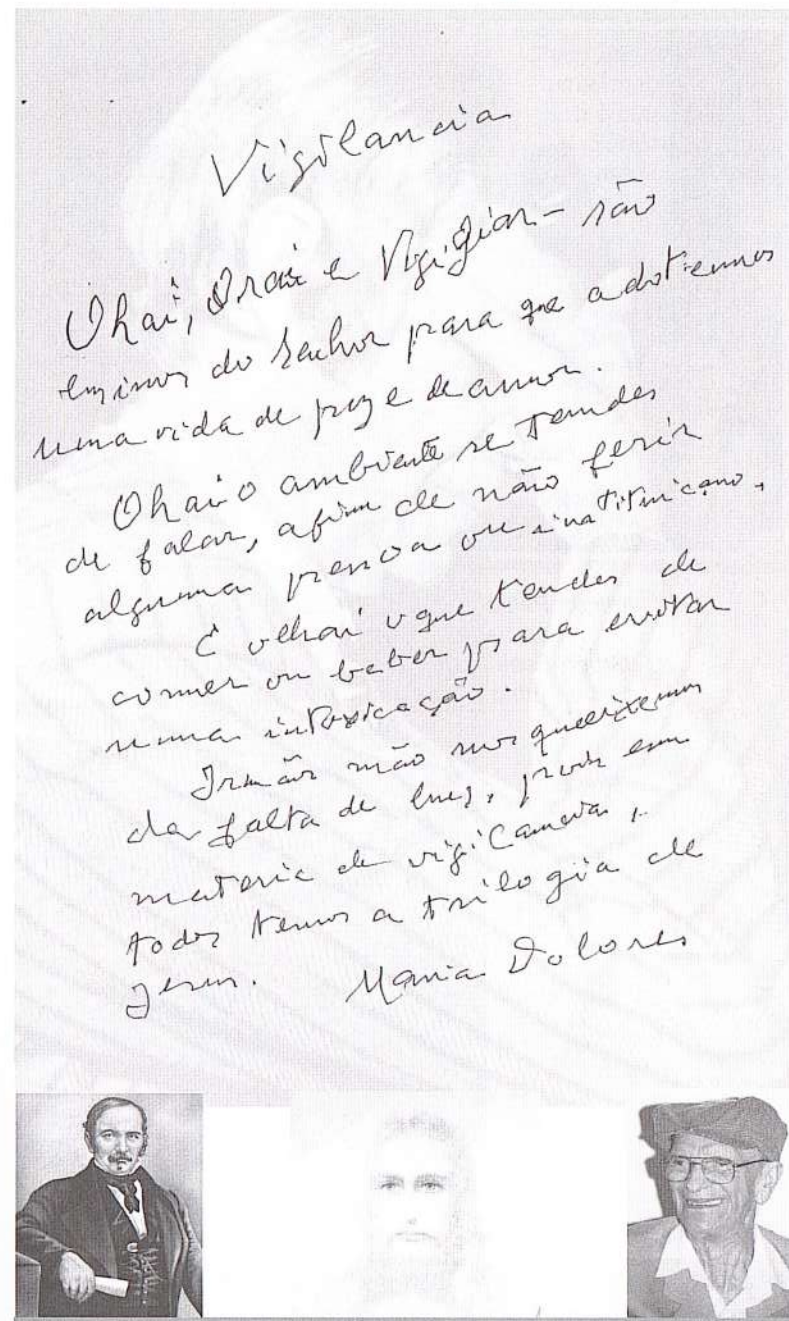 Vigilancia
Olhai, Orai e Vigiai – são
ensinos do Senhor para que adotemos
uma vida de paz e de amor.
Olhai o ambiente se tendes
de falar, afim de não ferir
alguma pessoa ou instituição.
E olhai o que tendes de
comer ou beber para evitar
uma intoxicação.
Irmãos não nos queixemos
da falta de luz, pois em
materia de vigilancia,
todos temos a trilogia de
Jesus. Maria Dolores